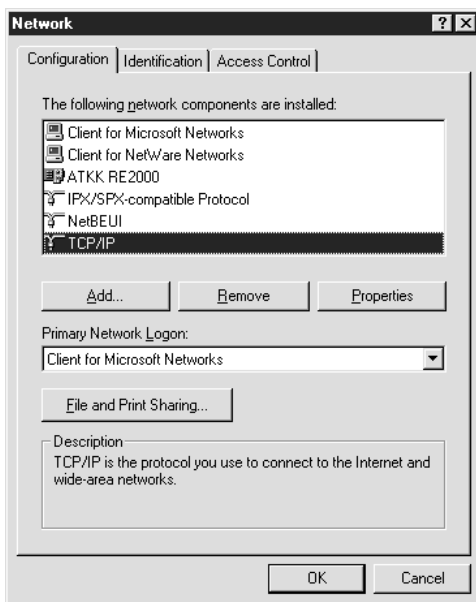 Network
Configuration Identification Access Control
The following network components are installed:
Client for Microsoft Networks
Client for NetWare Networks
ATKK RE2000
IPX/SPX-compatible Protocol
NetBEUI
TCP/IP
Add... Remove Properties
Primary Network Logon:
Client for Microsoft Networks
File and Print Sharing...
Description
TCP/IP is the protocol you use to connect to the Internet and
wide-area networks.
OK Cancel